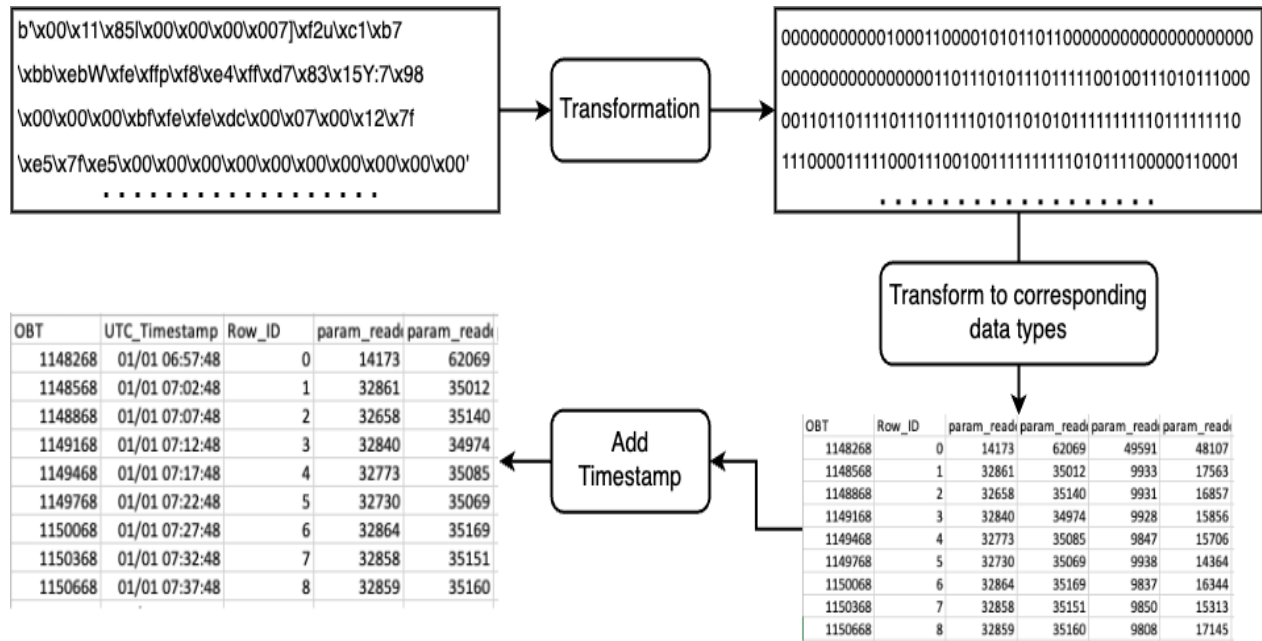 b'\x00\x11\x85l\x00\x00\x00\x007]\xf2u\xc1\xb7
\xbb\xebW\xfe\xffp\xf8\xe4\xff\xd7\x83\x15Y:7\x98
\x00\x00\x00\xbf\xfe\xfe\xdc\x00\x07\x00\x12\x7f
\xe5\x7f\xe5\x00\x00\x00\x00\x00\x00\x00\x00\x00\x00'
. . . . . . . . . . . . . . . . . .
Transformation
0000000000010001100001010110110000000000000000000
0000000000000000011011101011101111100100111010111000
0011011011110111011111010110101011111111110111111110
111000011111000111001001111111111010111100000110001
. . . . . . . . . . . . . . . . . .
Transform to corresponding
data types
OBT Row_ID param_reado param_reado param_reado param_reado
1148268 0 14173 62069 49591 48107
1148568 1 32861 35012 9933 17563
1148868 2 32658 35140 9931 16857
1149168 3 32840 34974 9928 15856
1149468 4 32773 35085 9847 15706
1149768 5 32730 35069 9938 14364
1150068 6 32864 35169 9837 16344
1150368 7 32858 35151 9850 15313
1150668 8 32859 35160 9808 17145
Add
Timestamp
OBT UTC_Timestamp Row_ID param_reado param_reado
1148268 01/01 06:57:48 0 14173 62069
1148568 01/01 07:02:48 1 32861 35012
1148868 01/01 07:07:48 2 32658 35140
1149168 01/01 07:12:48 3 32840 34974
1149468 01/01 07:17:48 4 32773 35085
1149768 01/01 07:22:48 5 32730 35069
1150068 01/01 07:27:48 6 32864 35169
1150368 01/01 07:32:48 7 32858 35151
1150668 01/01 07:37:48 8 32859 35160